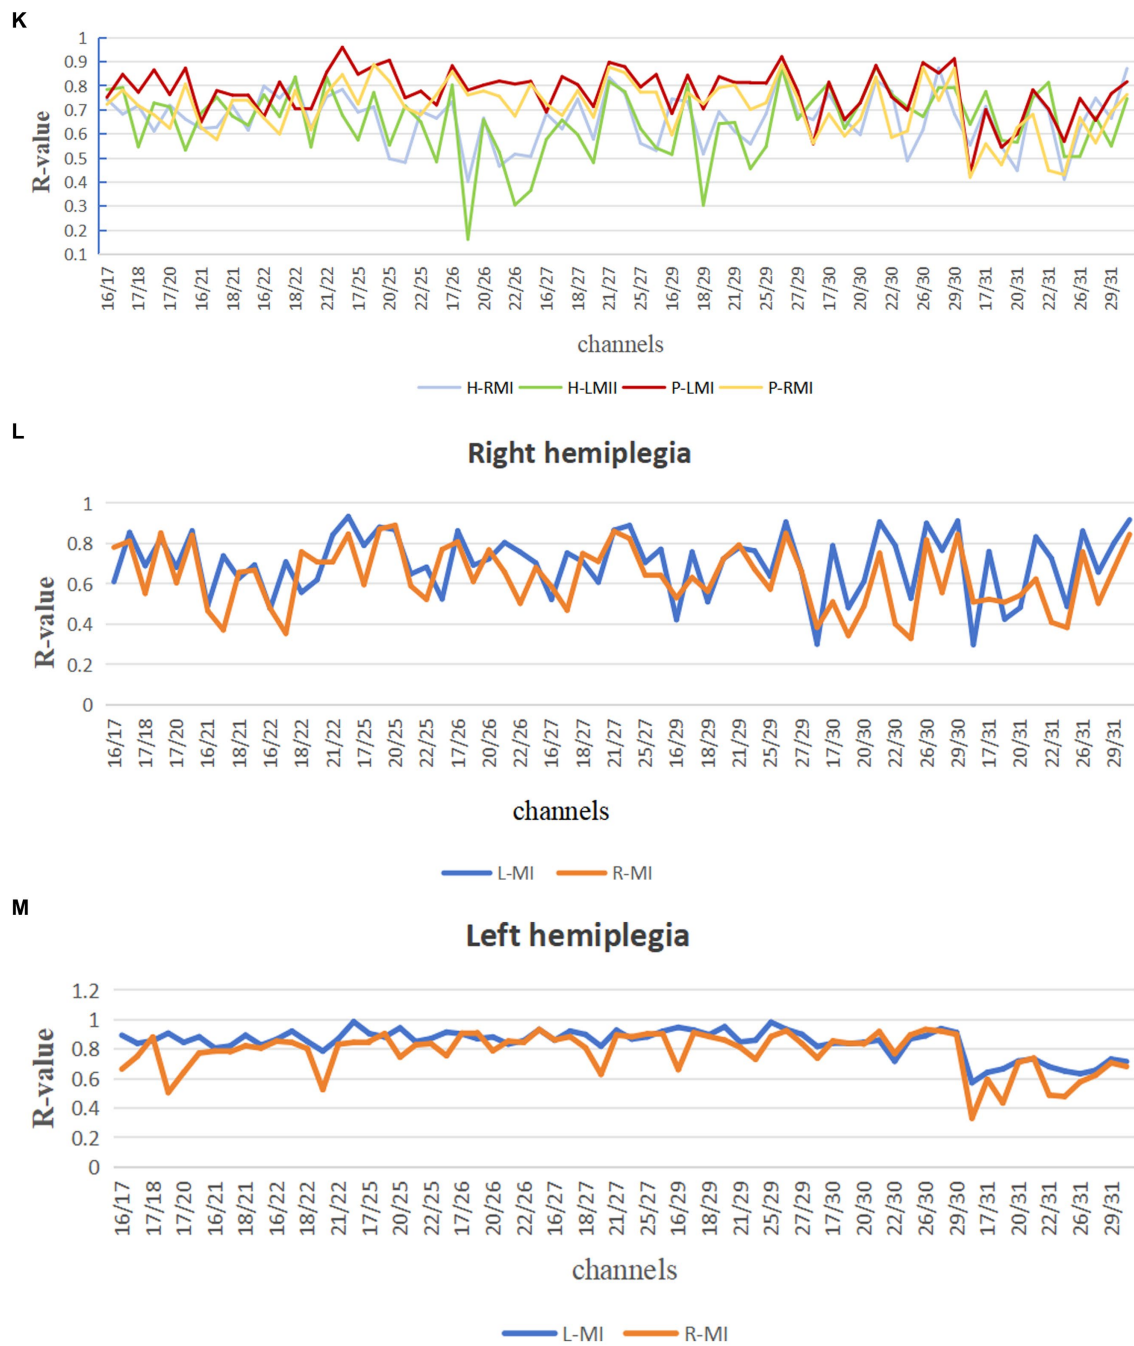 K
1
0.9
0.8
0.7
0.6
0.5
0.4
0.3
0.2
0.1
R-value
16/17 17/18 17/20 16/21 18/21 16/22 18/22 21/22 17/25 20/25 22/25 17/26 20/26 22/26 16/27 18/27 21/27 25/27 16/29 18/29 21/29 25/29 27/29 17/30 20/30 22/30 26/30 29/30 17/31 20/31 22/31 26/31 29/31
channels
H-RMI H-LMII P-LMI P-RMI
L
Right hemiplegia
1
0.8
0.6
0.4
0.2
0
R-value
16/17 17/18 17/20 16/21 18/21 16/22 18/22 21/22 17/25 20/25 22/25 17/26 20/26 22/26 16/27 18/27 21/27 25/27 16/29 18/29 21/29 25/29 27/29 17/30 20/30 22/30 26/30 29/30 17/31 20/31 22/31 26/31 29/31
channels
L-MI R-MI
M
Left hemiplegia
1.2
1
0.8
0.6
0.4
0.2
0
R-value
16/17 17/18 17/20 16/21 18/21 16/22 18/22 21/22 17/25 20/25 22/25 17/26 20/26 22/26 16/27 18/27 21/27 25/27 16/29 18/29 21/29 25/29 27/29 17/30 20/30 22/30 26/30 29/30 17/31 20/31 22/31 26/31 29/31
channels
L-MI R-MI